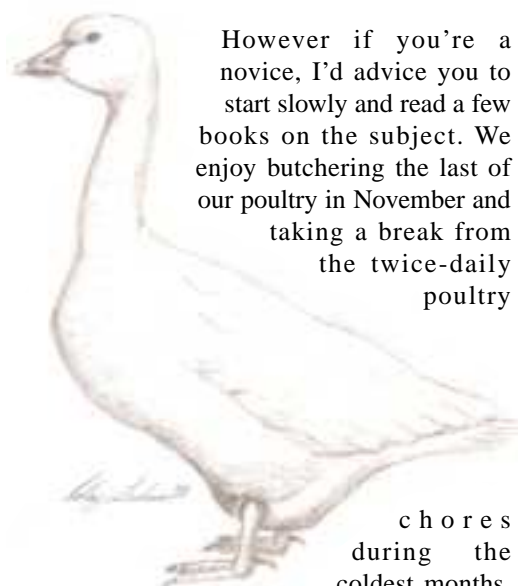 However if you're a
novice, I'd advice you to
start slowly and read a few
books on the subject. We
enjoy butchering the last of
our poultry in November and
taking a break from
the twice-daily
poultry
chores
during the
coldest months.